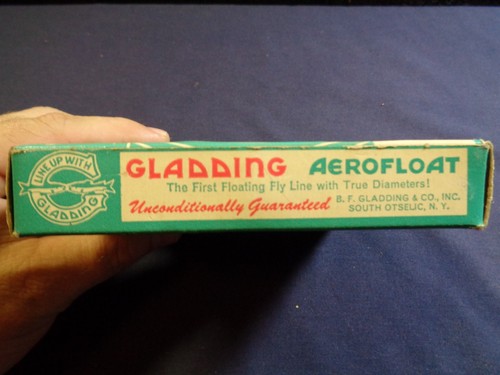 LINE UP WITH
GLADDING
GLADDING AEROFLOAT
The First Floating Fly Line with True Diameters!
Unconditionally Guaranteed
B. F. GLADDING & CO., INC.
SOUTH OTSELIC, N. Y.